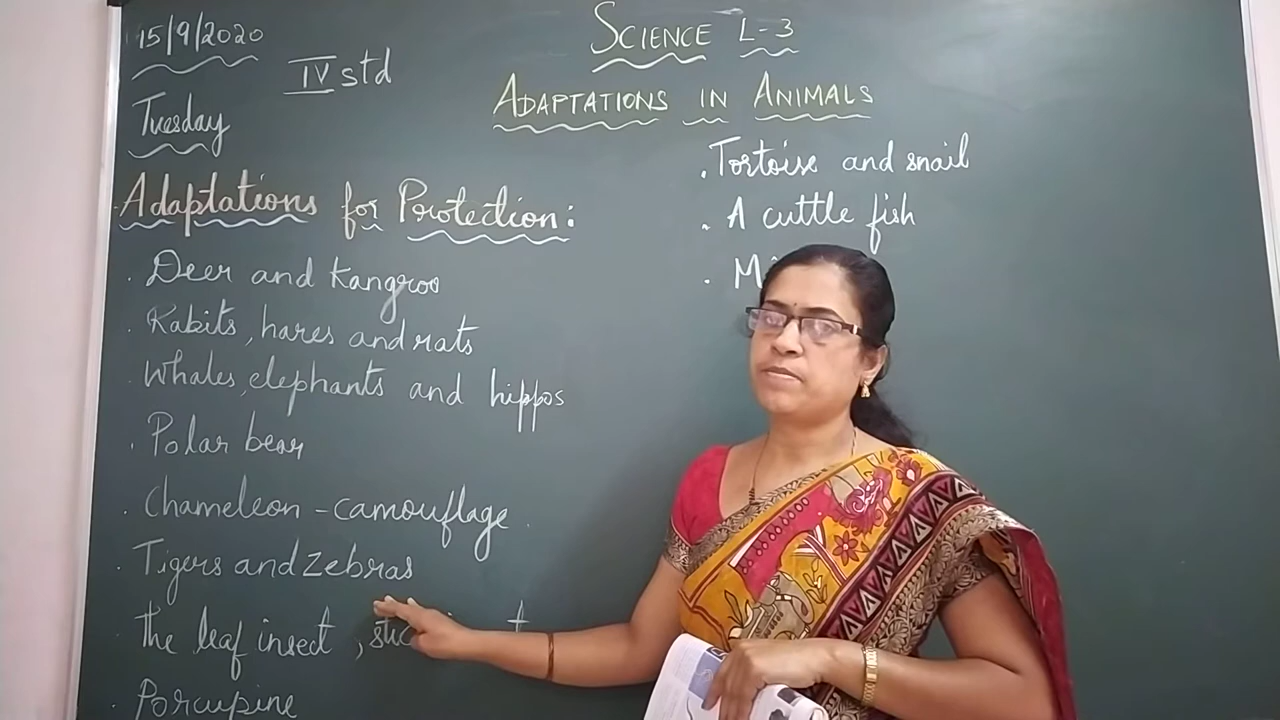 15/9/2020
IV std
Tuesday
SCIENCE L-3
ADAPTATIONS IN ANIMALS
Adaptations for Protection:
. Deer and kangroo
. Rabits, hares and rats
. Whales, elephants and hippos
. Polar bear
. Chameleon - camouflage.
. Tigers and zebras
. The leaf insect,
. Porcupine
. Tortoise and snail
. A cuttle fish